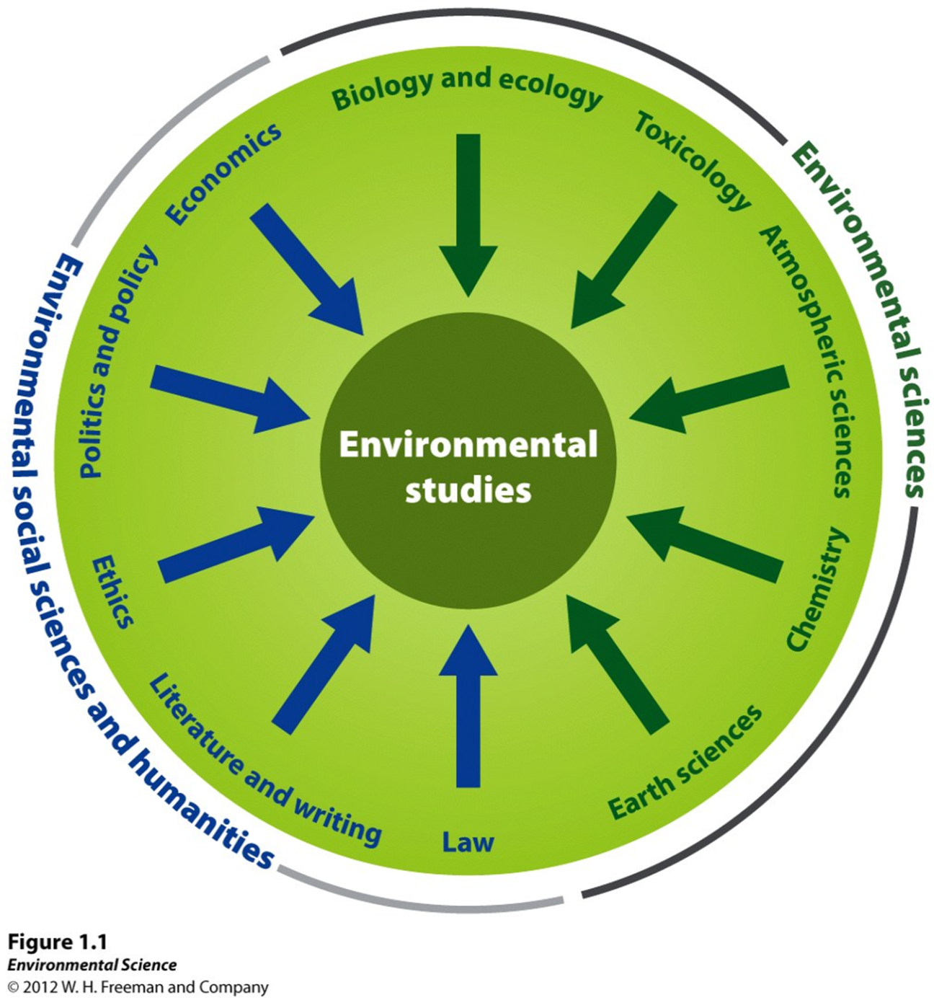 Biology and ecology
Toxicology
Atmospheric sciences
Chemistry
Earth sciences
Law
Literature and writing
Ethics
Politics and policy
Economics
Environmental sciences
Environmental social sciences and humanities
Environmental
studies
Figure 1.1
Environmental Science
© 2012 W. H. Freeman and Company